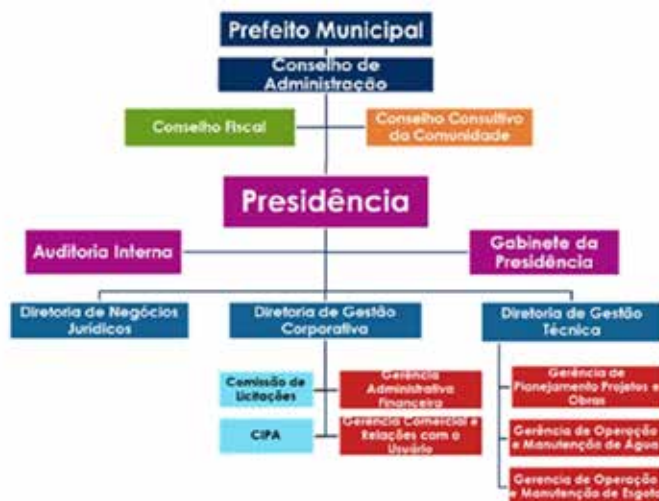 Prefeito Municipal
Conselho de
Administração
Conselho Fiscal
Conselho Consultivo
da Comunidade
Presidência
Auditoria Interna
Gabinete da
Presidência
Diretoria de Negócios
Jurídicos
Diretoria de Gestão
Corporativa
Diretoria de Gestão
Técnica
Comissão de
Licitações
Gerência
Administrativa
Financeira
Gerência de
Planejamento Projetos e
Obras
CIPA
Gerência Comercial e
Relações com o
Usuário
Gerência de Operação
e Manutenção de Água
Gerencia de Operação
e Manutenção de Esgoto